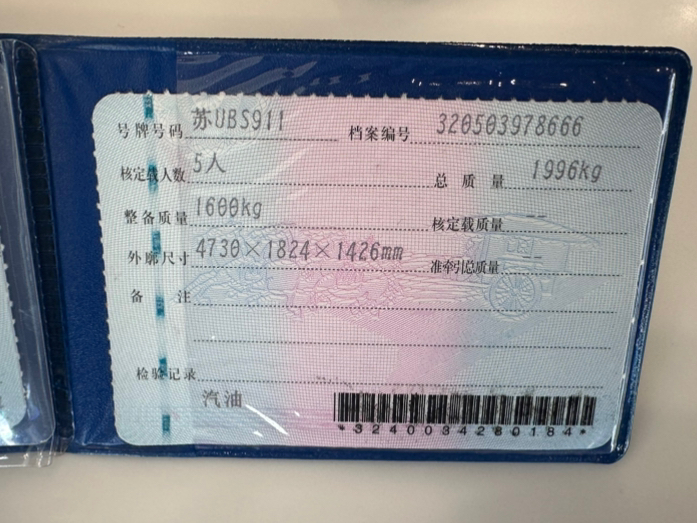 号牌号码 苏UBS911 档案编号 320503978666
核定载人数 5人 总质量 1996kg
整备质量 1600kg 核定载质量
外廓尺寸 4730×1824×1426mm 准牵引总质量
备注
检验记录
汽油
*3240034280184*